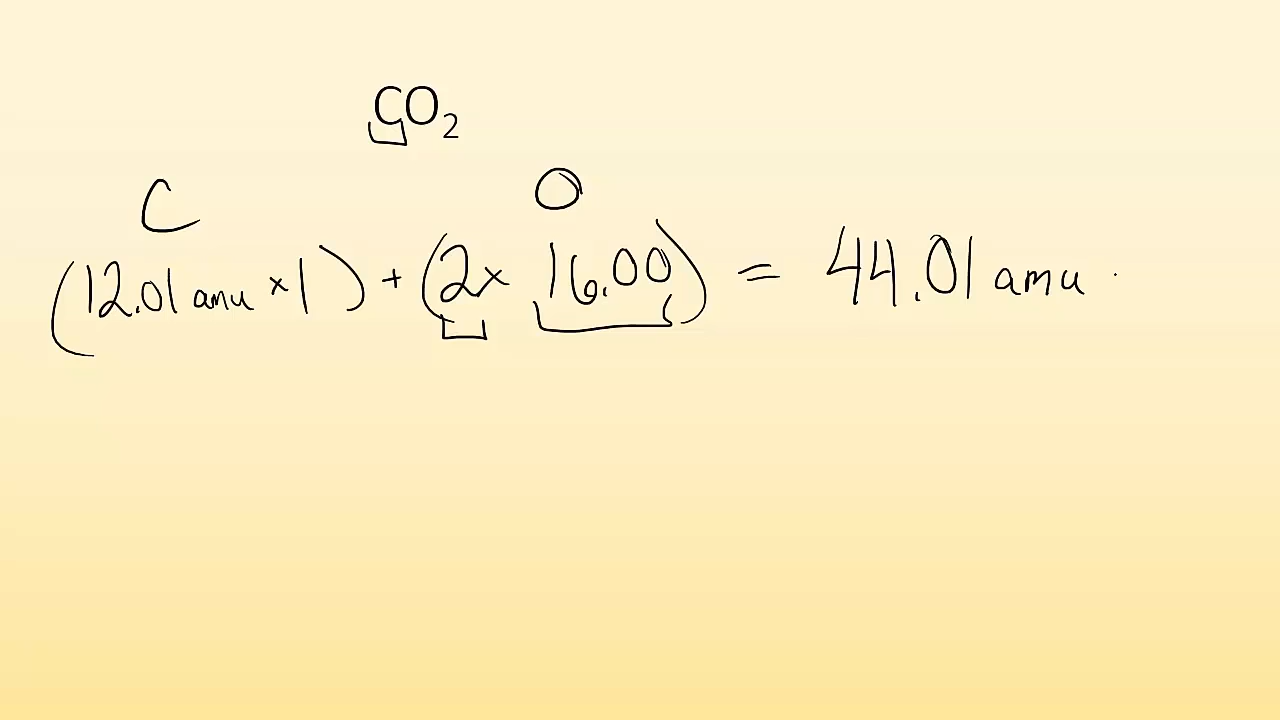 CO₂
C O
(12.01 amu × 1) + (2 × 16.00) = 44.01 amu